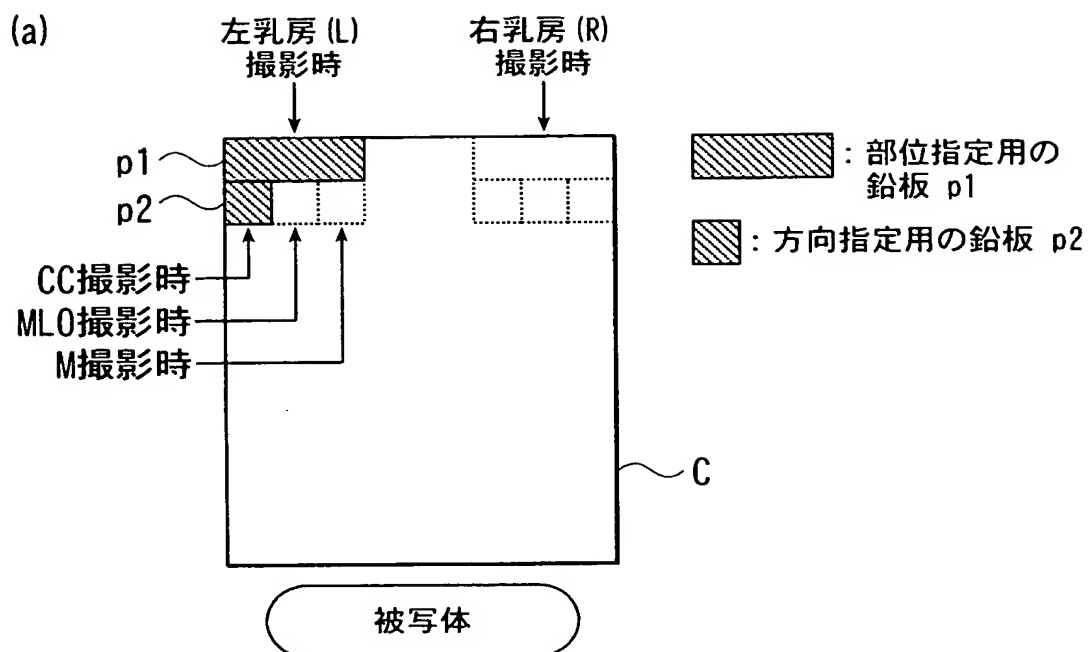 (a)
左乳房(L)
撮影時
右乳房(R)
撮影時
p1
p2
CC撮影時
MLO撮影時
M撮影時
:部位指定用の
鉛板 p1
:方向指定用の鉛板 p2
C
被写体